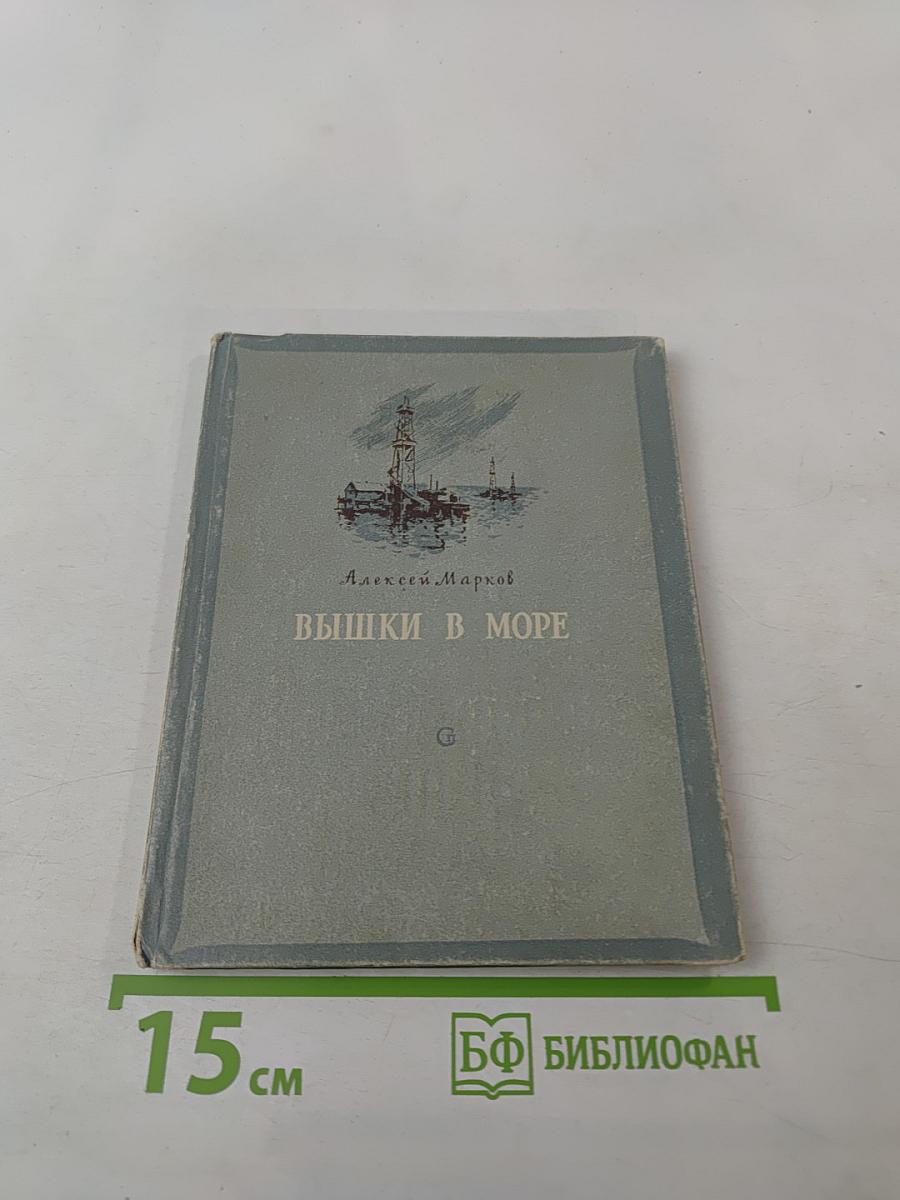 Алексей Марков
ВЫШКИ В МОРЕ
15 см
БФ БИБЛИОФАН